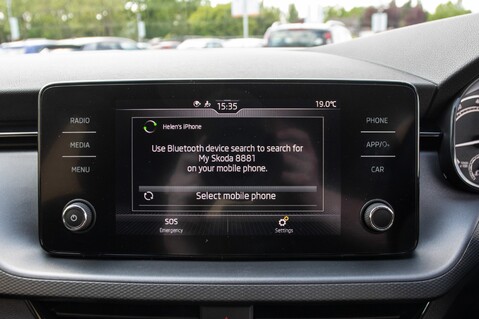 15:35
19.0°C
Helen's iPhone
Use Bluetooth device search to search for
My Skoda 8881
on your mobile phone.
Select mobile phone
SOS
Emergency
Settings
RADIO
MEDIA
MENU
PHONE
APP/
CAR